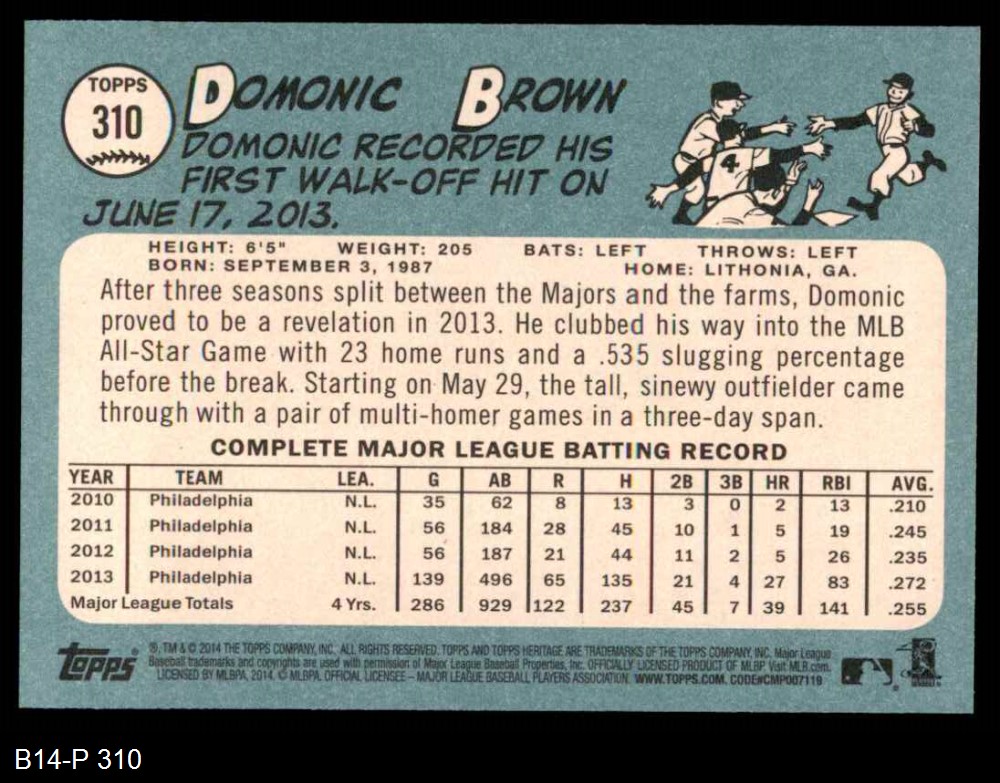 TOPPS
310
DOMONIC BROWN
DOMONIC RECORDED HIS
FIRST WALK-OFF HIT ON
JUNE 17, 2013.
4
HEIGHT: 6'5" WEIGHT: 205 BATS: LEFT THROWS: LEFT
BORN: SEPTEMBER 3, 1987 HOME: LITHONIA, GA.
After three seasons split between the Majors and the farms, Domonic
proved to be a revelation in 2013. He clubbed his way into the MLB
All-Star Game with 23 home runs and a .535 slugging percentage
before the break. Starting on May 29, the tall, sinewy outfielder came
through with a pair of multi-homer games in a three-day span.
COMPLETE MAJOR LEAGUE BATTING RECORD
YEAR TEAM LEA. G AB R H 2B 3B HR RBI AVG.
2010 Philadelphia N.L. 35 62 8 13 3 0 2 13 .210
2011 Philadelphia N.L. 56 184 28 45 10 1 5 19 .245
2012 Philadelphia N.L. 56 187 21 44 11 2 5 26 .235
2013 Philadelphia N.L. 139 496 65 135 21 4 27 83 .272
Major League Totals 4 Yrs. 286 929 122 237 45 7 39 141 .255
topps
®, TM & © 2014 THE TOPPS COMPANY, INC. ALL RIGHTS RESERVED. TOPPS AND TOPPS HERITAGE ARE TRADEMARKS OF THE TOPPS COMPANY, INC. Major League
Baseball trademarks and copyrights are used with permission of Major League Baseball Properties, Inc. OFFICIALLY LICENSED PRODUCT OF MLBP. Visit MLB.com.
LICENSED BY MLBPA, 2014. © MLBPA. OFFICIAL LICENSEE – MAJOR LEAGUE BASEBALL PLAYERS ASSOCIATION. WWW.TOPPS.COM. CODE#CMP007119
B14-P 310